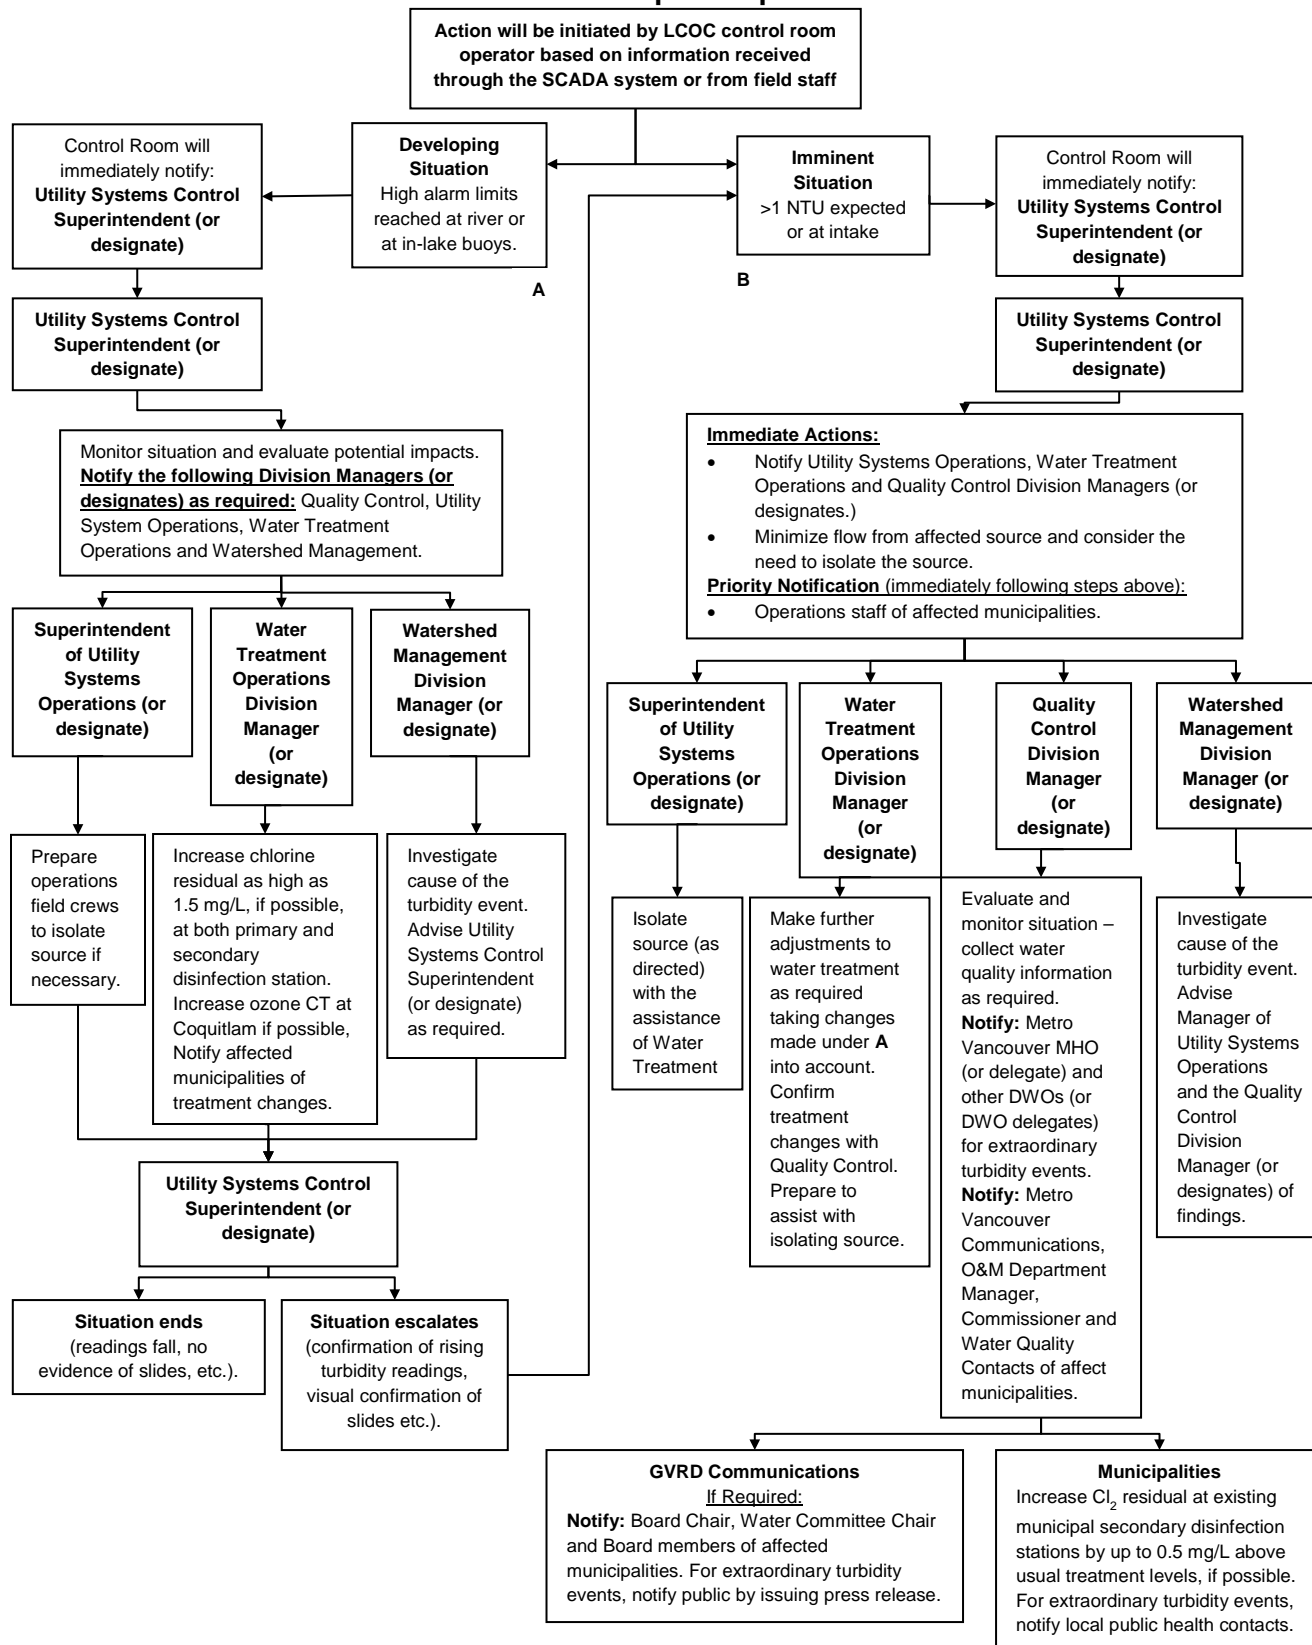 Action will be initiated by LCOC control room
operator based on information received
through the SCADA system or from field staff
Control Room will
immediately notify:
Utility Systems Control
Superintendent (or
designate)
Developing
Situation
High alarm limits
reached at river or
at in-lake buoys.
A
Imminent
Situation
>1 NTU expected
or at intake
B
Control Room will
immediately notify:
Utility Systems Control
Superintendent (or
designate)
Utility Systems Control
Superintendent (or
designate)
Utility Systems Control
Superintendent (or
designate)
Monitor situation and evaluate potential impacts.
Notify the following Division Managers (or
designates) as required: Quality Control, Utility
System Operations, Water Treatment
Operations and Watershed Management.
Immediate Actions:
• Notify Utility Systems Operations, Water Treatment
Operations and Quality Control Division Managers (or
designates.)
• Minimize flow from affected source and consider the
need to isolate the source.
Priority Notification (immediately following steps above):
• Operations staff of affected municipalities.
Superintendent
of Utility
Systems
Operations (or
designate)
Water
Treatment
Operations
Division
Manager
(or
designate)
Watershed
Management
Division
Manager (or
designate)
Superintendent
of Utility
Systems
Operations (or
designate)
Water
Treatment
Operations
Division
Manager
(or
designate)
Quality
Control
Division
Manager
(or
designate)
Watershed
Management
Division
Manager (or
designate)
Prepare
operations
field crews
to isolate
source if
necessary.
Increase chlorine
residual as high as
1.5 mg/L, if possible,
at both primary and
secondary
disinfection station.
Increase ozone CT at
Coquitlam if possible,
Notify affected
municipalities of
treatment changes.
Investigate
cause of the
turbidity event.
Advise Utility
Systems Control
Superintendent
(or designate)
as required.
Isolate
source (as
directed)
with the
assistance
of Water
Treatment
Make further
adjustments to
water treatment
as required
taking changes
made under A
into account.
Confirm
treatment
changes with
Quality Control.
Prepare to
assist with
isolating source.
Evaluate and
monitor situation –
collect water
quality information
as required.
Notify: Metro
Vancouver MHO
(or delegate) and
other DWOs (or
DWO delegates)
for extraordinary
turbidity events.
Notify: Metro
Vancouver
Communications,
O&M Department
Manager,
Commissioner and
Water Quality
Contacts of affect
municipalities.
Investigate
cause of the
turbidity event.
Advise
Manager of
Utility Systems
Operations
and the Quality
Control
Division
Manager (or
designates) of
findings.
Utility Systems Control
Superintendent (or
designate)
Situation ends
(readings fall, no
evidence of slides, etc.).
Situation escalates
(confirmation of rising
turbidity readings,
visual confirmation of
slides etc.).
GVRD Communications
If Required:
Notify: Board Chair, Water Committee Chair
and Board members of affected
municipalities. For extraordinary turbidity
events, notify public by issuing press release.
Municipalities
Increase Cl2 residual at existing
municipal secondary disinfection
stations by up to 0.5 mg/L above
usual treatment levels, if possible.
For extraordinary turbidity events,
notify local public health contacts.